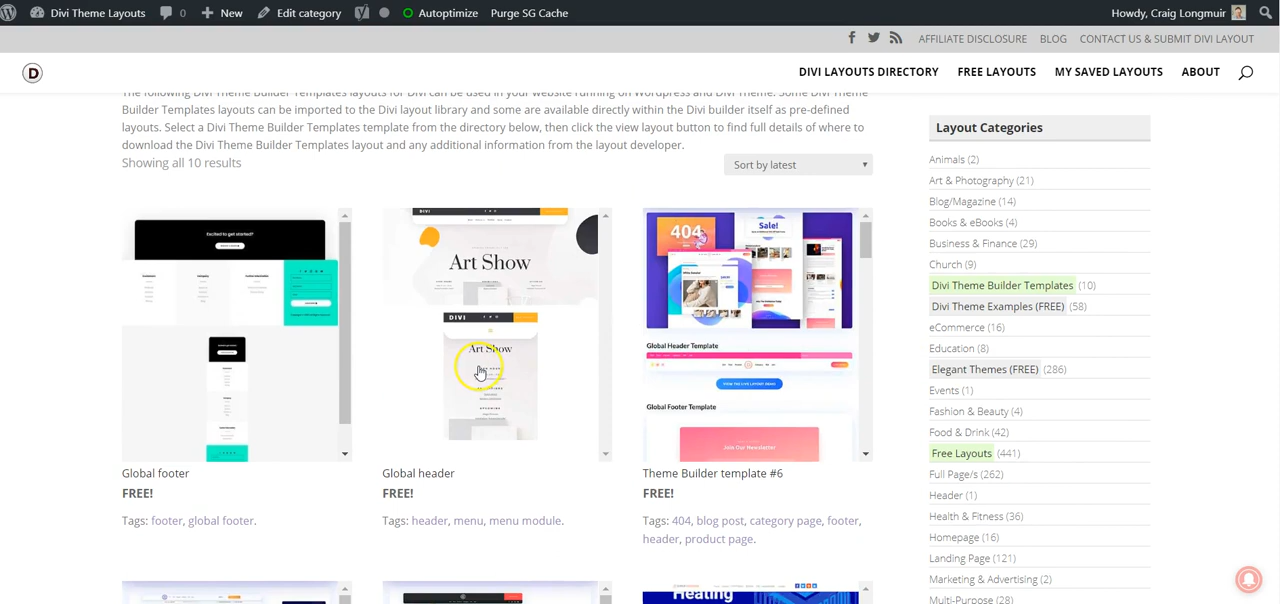 Divi Theme Layouts 0 New Edit category Autoptimize Purge SG Cache Howdy, Craig Longmuir
AFFILIATE DISCLOSURE BLOG CONTACT US & SUBMIT DIVI LAYOUT
D DIVI LAYOUTS DIRECTORY FREE LAYOUTS MY SAVED LAYOUTS ABOUT
The following Divi Theme Builder Templates layouts for Divi can be used in your website running on Wordpress and Divi Theme. Some Divi Theme
Builder Templates layouts can be imported to the Divi layout library and some are available directly within the Divi builder itself as pre-defined
layouts. Select a Divi Theme Builder Templates template from the directory below, then click the view layout button to find full details of where to
download the Divi Theme Builder Templates layout and any additional information from the layout developer.
Showing all 10 results
Sort by latest
Excited to get started?
DIVI
Art Show
DIVI
Art Show
404
Sale!
Global Header Template
VIEW THE LIVE LAYOUT DEMO
Global Footer Template
Join Our Newsletter
Global footer
FREE!
Tags: footer, global footer.
Global header
FREE!
Tags: header, menu, menu module.
Theme Builder template #6
FREE!
Tags: 404, blog post, category page, footer,
header, product page.
Heating
Layout Categories
Animals (2)
Art & Photography (21)
Blog/Magazine (14)
Books & eBooks (4)
Business & Finance (29)
Church (9)
Divi Theme Builder Templates (10)
Divi Theme Examples (FREE) (58)
eCommerce (16)
Education (8)
Elegant Themes (FREE) (286)
Events (1)
Fashion & Beauty (4)
Food & Drink (42)
Free Layouts (441)
Full Page/s (262)
Header (1)
Health & Fitness (36)
Homepage (16)
Landing Page (121)
Marketing & Advertising (2)
Multi-Purpose (28)